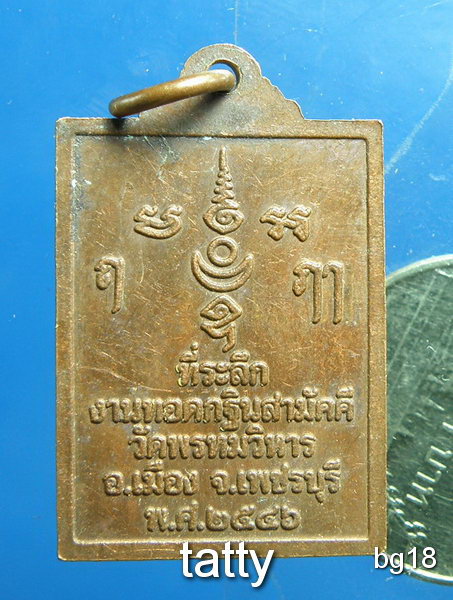 ที่ระลึก
งานทอดกฐินสามัคคี
วัดพรหมวิหาร
อ.เมือง จ.เพชรบุรี
พ.ศ.๒๕๔๖
tatty
bg18